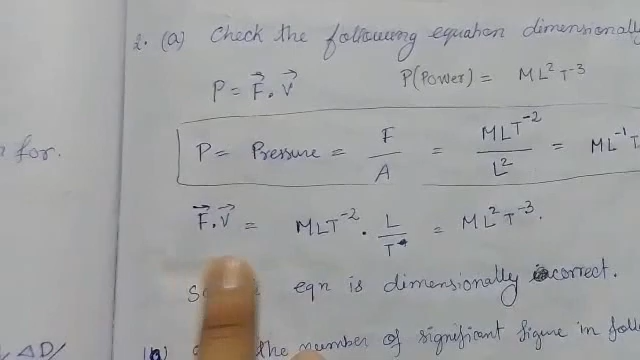 2. (a) Check the following equation dimensionally
P = F⃗ . V⃗ P(Power) = ML²T⁻³
P = Pressure = F/A = MLT⁻²/L² = ML⁻¹T
n for.
F⃗.V⃗ = MLT⁻² . L/T = ML²T⁻³.
eqn is dimensionally correct.
(b) the number of significant figure in foll
ΔD/